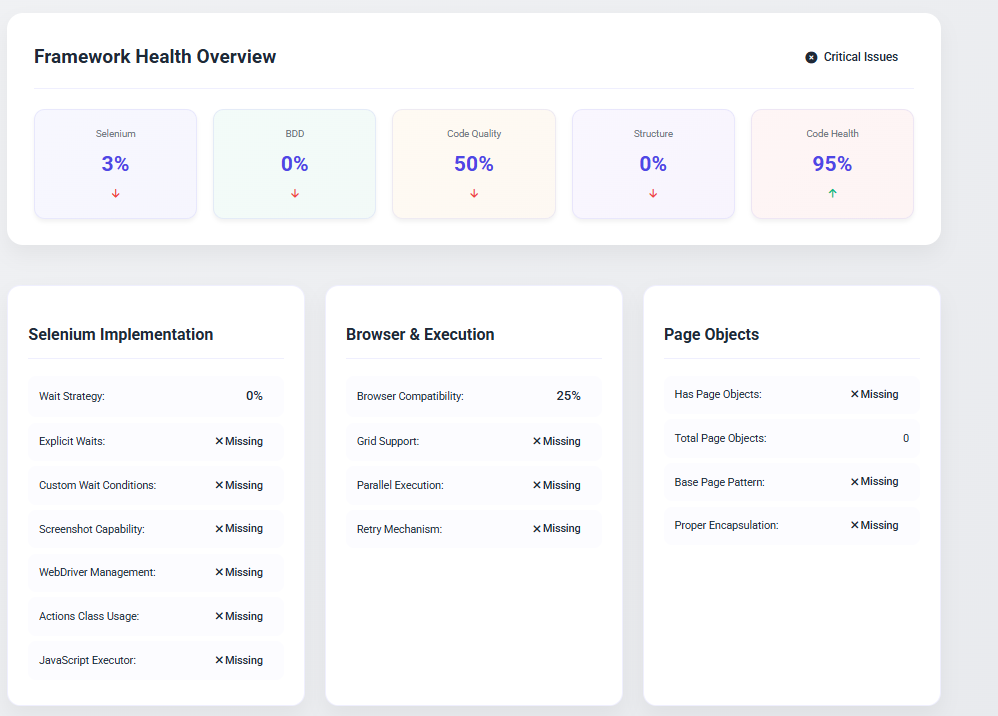 Framework Health Overview
Critical Issues
Selenium
3%
BDD
0%
Code Quality
50%
Structure
0%
Code Health
95%
Selenium Implementation
Wait Strategy: 0%
Explicit Waits: ✕ Missing
Custom Wait Conditions: ✕ Missing
Screenshot Capability: ✕ Missing
WebDriver Management: ✕ Missing
Actions Class Usage: ✕ Missing
JavaScript Executor: ✕ Missing
Browser & Execution
Browser Compatibility: 25%
Grid Support: ✕ Missing
Parallel Execution: ✕ Missing
Retry Mechanism: ✕ Missing
Page Objects
Has Page Objects: ✕ Missing
Total Page Objects: 0
Base Page Pattern: ✕ Missing
Proper Encapsulation: ✕ Missing